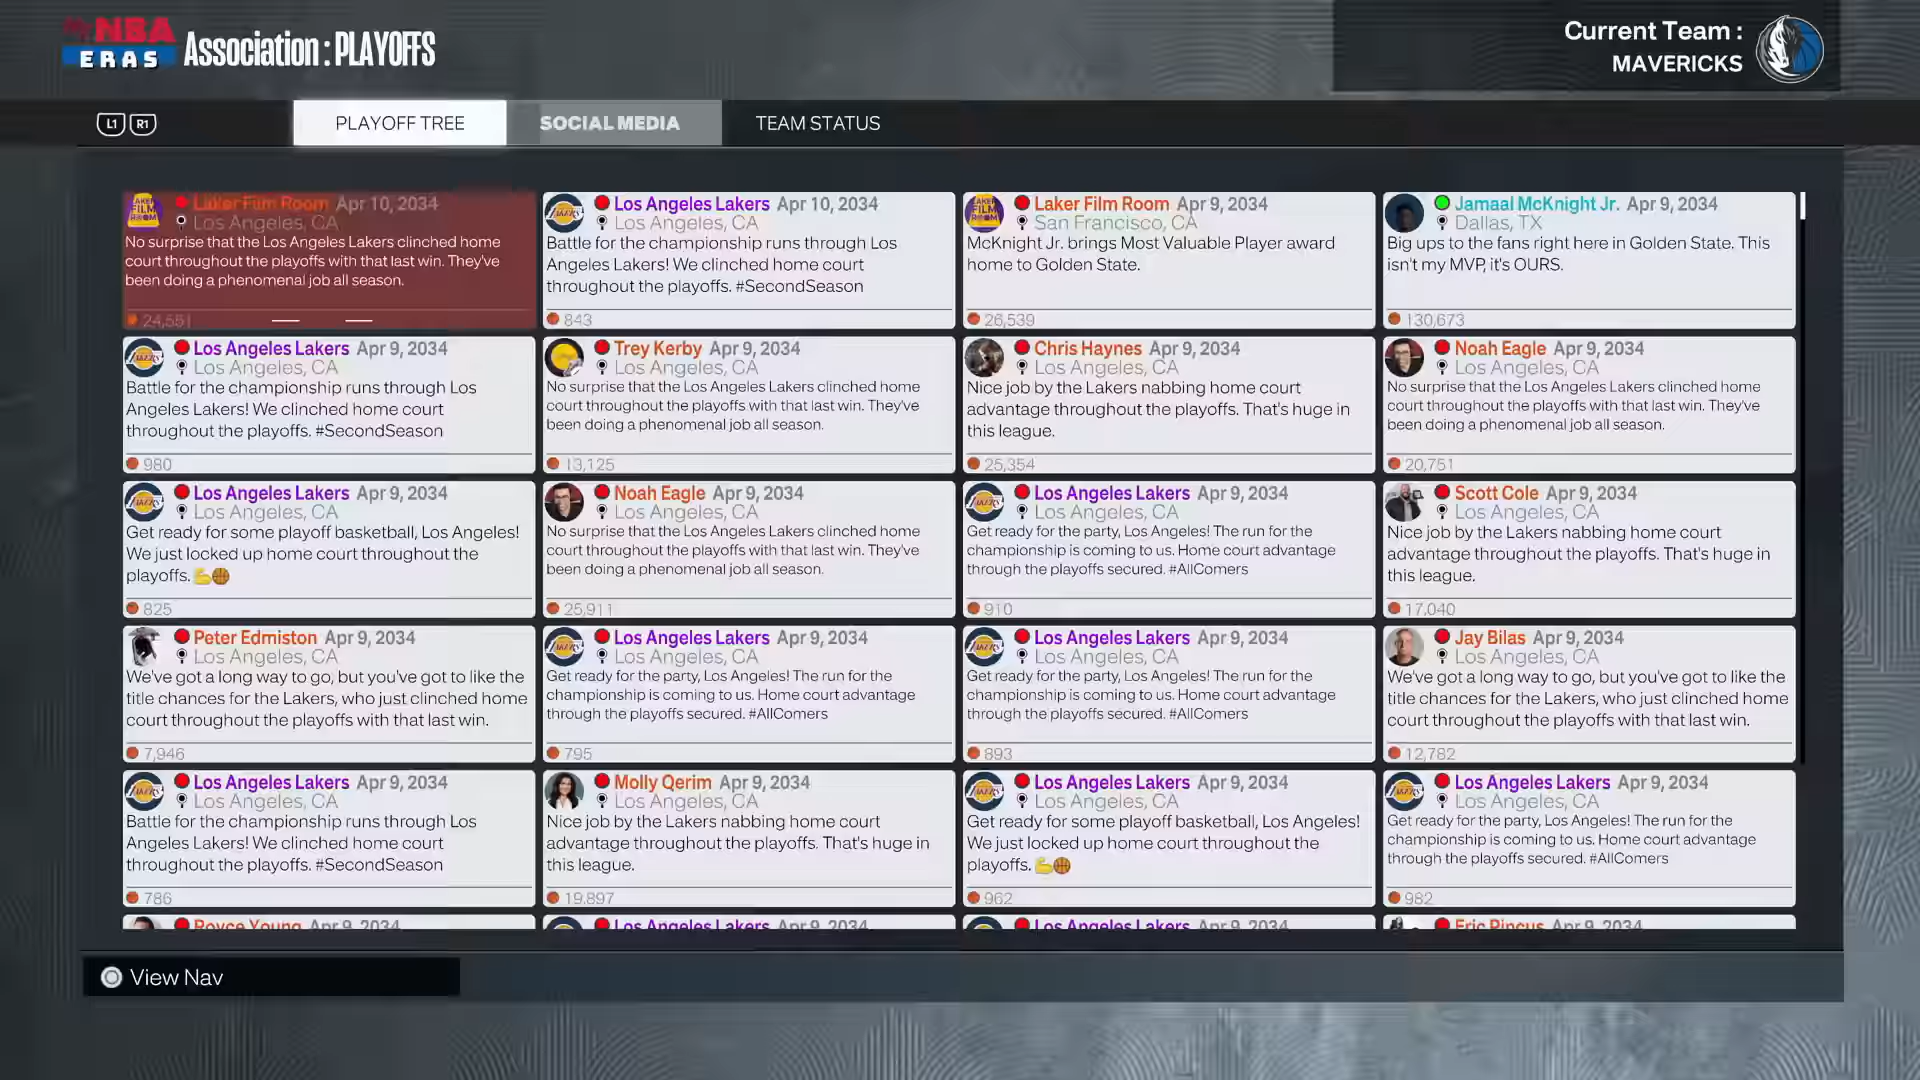 MyNBA
ERAS
Association : PLAYOFFS
Current Team :
MAVERICKS
L1 R1
PLAYOFF TREE
SOCIAL MEDIA
TEAM STATUS
Laker Film Room Apr 10, 2034
Los Angeles, CA
No surprise that the Los Angeles Lakers clinched home
court throughout the playoffs with that last win. They've
been doing a phenomenal job all season.
24,551
Los Angeles Lakers Apr 10, 2034
Los Angeles, CA
Battle for the championship runs through Los
Angeles Lakers! We clinched home court
throughout the playoffs. #SecondSeason
843
Laker Film Room Apr 9, 2034
San Francisco, CA
McKnight Jr. brings Most Valuable Player award
home to Golden State.
26,539
Jamaal McKnight Jr. Apr 9, 2034
Dallas, TX
Big ups to the fans right here in Golden State. This
isn't my MVP, it's OURS.
130,673
Los Angeles Lakers Apr 9, 2034
Los Angeles, CA
Battle for the championship runs through Los
Angeles Lakers! We clinched home court
throughout the playoffs. #SecondSeason
980
Trey Kerby Apr 9, 2034
Los Angeles, CA
No surprise that the Los Angeles Lakers clinched home
court throughout the playoffs with that last win. They've
been doing a phenomenal job all season.
13,125
Chris Haynes Apr 9, 2034
Los Angeles, CA
Nice job by the Lakers nabbing home court
advantage throughout the playoffs. That's huge in
this league.
25,354
Noah Eagle Apr 9, 2034
Los Angeles, CA
No surprise that the Los Angeles Lakers clinched home
court throughout the playoffs with that last win. They've
been doing a phenomenal job all season.
20,751
Los Angeles Lakers Apr 9, 2034
Los Angeles, CA
Get ready for some playoff basketball, Los Angeles!
We just locked up home court throughout the
playoffs. 💪🏀
825
Noah Eagle Apr 9, 2034
Los Angeles, CA
No surprise that the Los Angeles Lakers clinched home
court throughout the playoffs with that last win. They've
been doing a phenomenal job all season.
25,911
Los Angeles Lakers Apr 9, 2034
Los Angeles, CA
Get ready for the party, Los Angeles! The run for the
championship is coming to us. Home court advantage
through the playoffs secured. #AllComers
910
Scott Cole Apr 9, 2034
Los Angeles, CA
Nice job by the Lakers nabbing home court
advantage throughout the playoffs. That's huge in
this league.
17,040
Peter Edmiston Apr 9, 2034
Los Angeles, CA
We've got a long way to go, but you've got to like the
title chances for the Lakers, who just clinched home
court throughout the playoffs with that last win.
7,946
Los Angeles Lakers Apr 9, 2034
Los Angeles, CA
Get ready for the party, Los Angeles! The run for the
championship is coming to us. Home court advantage
through the playoffs secured. #AllComers
795
Los Angeles Lakers Apr 9, 2034
Los Angeles, CA
Get ready for the party, Los Angeles! The run for the
championship is coming to us. Home court advantage
through the playoffs secured. #AllComers
893
Jay Bilas Apr 9, 2034
Los Angeles, CA
We've got a long way to go, but you've got to like the
title chances for the Lakers, who just clinched home
court throughout the playoffs with that last win.
12,782
Los Angeles Lakers Apr 9, 2034
Los Angeles, CA
Battle for the championship runs through Los
Angeles Lakers! We clinched home court
throughout the playoffs. #SecondSeason
786
Molly Qerim Apr 9, 2034
Los Angeles, CA
Nice job by the Lakers nabbing home court
advantage throughout the playoffs. That's huge in
this league.
19,897
Los Angeles Lakers Apr 9, 2034
Los Angeles, CA
Get ready for some playoff basketball, Los Angeles!
We just locked up home court throughout the
playoffs. 💪🏀
962
Los Angeles Lakers Apr 9, 2034
Los Angeles, CA
Get ready for the party, Los Angeles! The run for the
championship is coming to us. Home court advantage
through the playoffs secured. #AllComers
982
Royce Young Apr 9, 2034
Los Angeles Lakers Apr 9, 2034
Los Angeles Lakers Apr 9, 2034
Eric Pincus Apr 9, 2034
View Nav